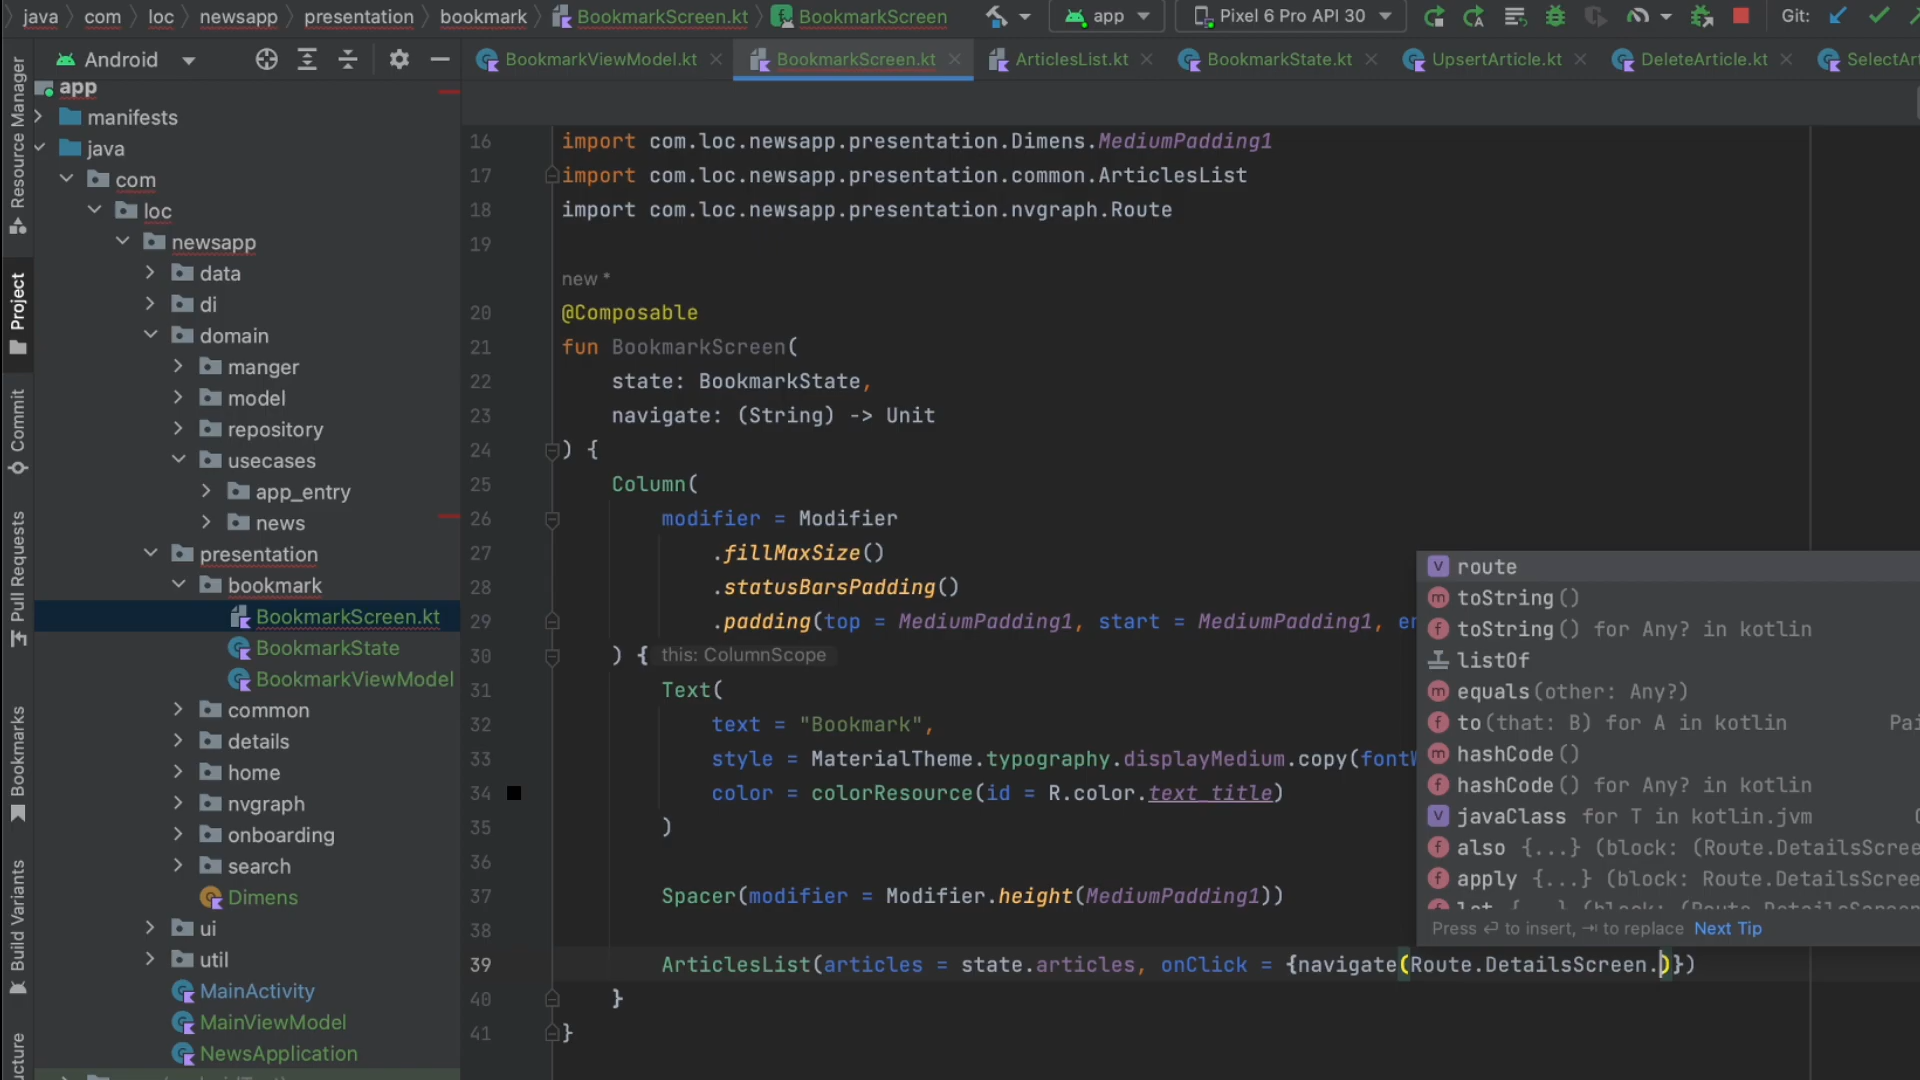 java com loc newsapp presentation bookmark BookmarkScreen.kt BookmarkScreen app Pixel 6 Pro API 30 Git:
Android BookmarkViewModel.kt BookmarkScreen.kt ArticlesList.kt BookmarkState.kt UpsertArticle.kt DeleteArticle.kt SelectArt
Resource Manager
Project
Commit
Pull Requests
Bookmarks
Build Variants
ucture
app
manifests
java
com
loc
newsapp
data
di
domain
manger
model
repository
usecases
app_entry
news
presentation
bookmark
BookmarkScreen.kt
BookmarkState
BookmarkViewModel
common
details
home
nvgraph
onboarding
search
Dimens
ui
util
MainActivity
MainViewModel
NewsApplication
16 import com.loc.newsapp.presentation.Dimens.MediumPadding1
17 import com.loc.newsapp.presentation.common.ArticlesList
18 import com.loc.newsapp.presentation.nvgraph.Route
19
new *
20 @Composable
21 fun BookmarkScreen(
22 state: BookmarkState,
23 navigate: (String) -> Unit
24 ) {
25 Column(
26 modifier = Modifier
27 .fillMaxSize()
28 .statusBarsPadding()
29 .padding(top = MediumPadding1, start = MediumPadding1, en
30 ) { this: ColumnScope
31 Text(
32 text = "Bookmark",
33 style = MaterialTheme.typography.displayMedium.copy(fontW
34 color = colorResource(id = R.color.text_title)
35 )
36
37 Spacer(modifier = Modifier.height(MediumPadding1))
38
39 ArticlesList(articles = state.articles, onClick = {navigate(Route.DetailsScreen.)})
40 }
41 }
route
toString()
toString() for Any? in kotlin
listOf
equals(other: Any?)
to(that: B) for A in kotlin Pai
hashCode()
hashCode() for Any? in kotlin
javaClass for T in kotlin.jvm
also {...} (block: (Route.DetailsScree
apply {...} (block: Route.DetailsScree
let {...} (block: (Route.DetailsScreen
Press ↵ to insert, ⇥ to replace Next Tip